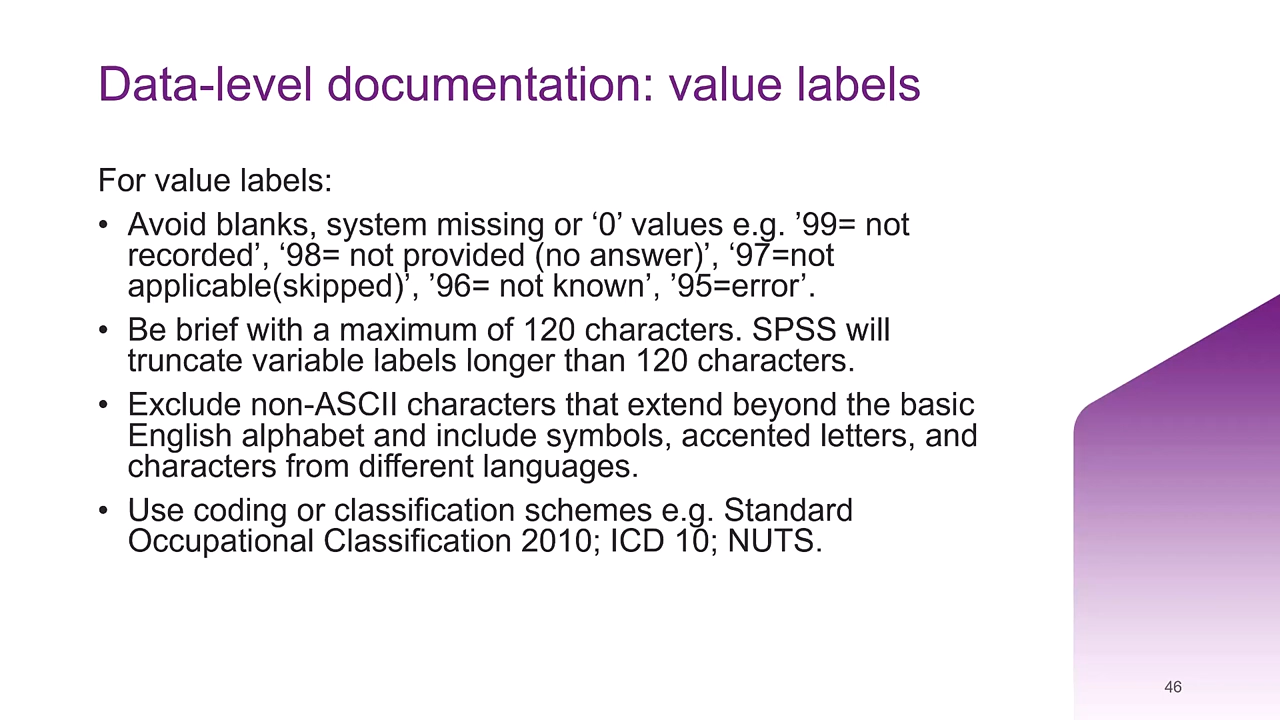 Data-level documentation: value labels
For value labels:
• Avoid blanks, system missing or ‘0’ values e.g. ’99= not
recorded’, ‘98= not provided (no answer)’, ‘97=not
applicable(skipped)’, ’96= not known’, ’95=error’.
• Be brief with a maximum of 120 characters. SPSS will
truncate variable labels longer than 120 characters.
• Exclude non-ASCII characters that extend beyond the basic
English alphabet and include symbols, accented letters, and
characters from different languages.
• Use coding or classification schemes e.g. Standard
Occupational Classification 2010; ICD 10; NUTS.
46